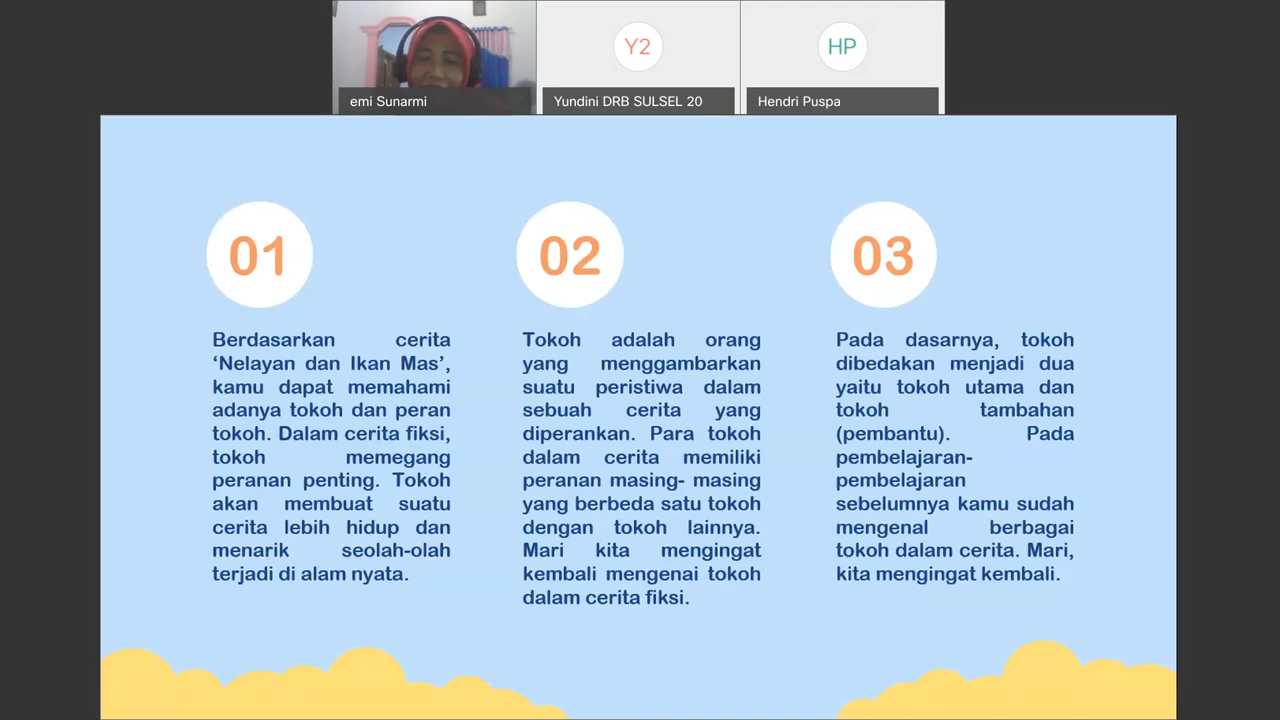 Y2
HP
emi Sunarmi
Yundini DRB SULSEL 20
Hendri Puspa
01
Berdasarkan cerita
‘Nelayan dan Ikan Mas’,
kamu dapat memahami
adanya tokoh dan peran
tokoh. Dalam cerita fiksi,
tokoh memegang
peranan penting. Tokoh
akan membuat suatu
cerita lebih hidup dan
menarik seolah-olah
terjadi di alam nyata.
02
Tokoh adalah orang
yang menggambarkan
suatu peristiwa dalam
sebuah cerita yang
diperankan. Para tokoh
dalam cerita memiliki
peranan masing- masing
yang berbeda satu tokoh
dengan tokoh lainnya.
Mari kita mengingat
kembali mengenai tokoh
dalam cerita fiksi.
03
Pada dasarnya, tokoh
dibedakan menjadi dua
yaitu tokoh utama dan
tokoh tambahan
(pembantu). Pada
pembelajaran-
pembelajaran
sebelumnya kamu sudah
mengenal berbagai
tokoh dalam cerita. Mari,
kita mengingat kembali.